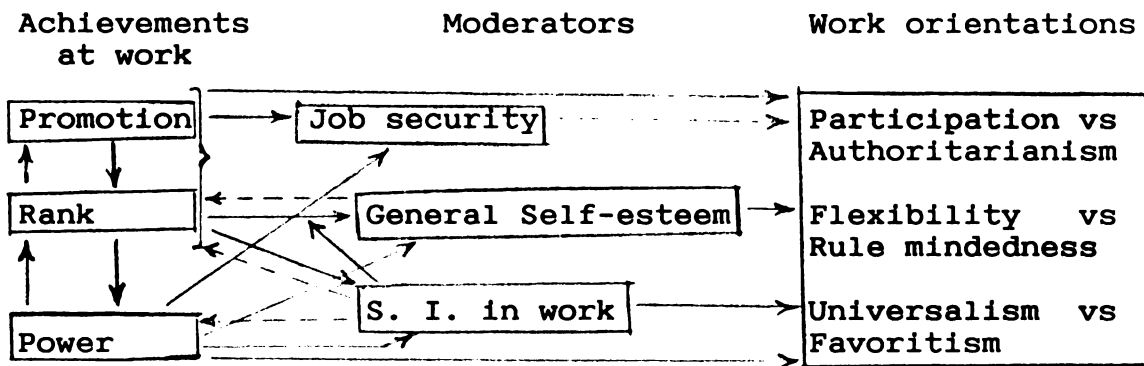 Achievements at work
Moderators
Work orientations
Promotion
Job security
Participation vs
Authoritarianism
Rank
General Self-esteem
Flexibility vs
Rule mindedness
S. I. in work
Universalism vs
Favoritism
Power